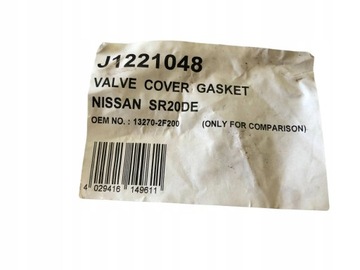 J1221048
VALVE COVER GASKET
NISSAN SR20DE
OEM NO. : 13270-2F200 (ONLY FOR COMPARISON)
4 029416 149611